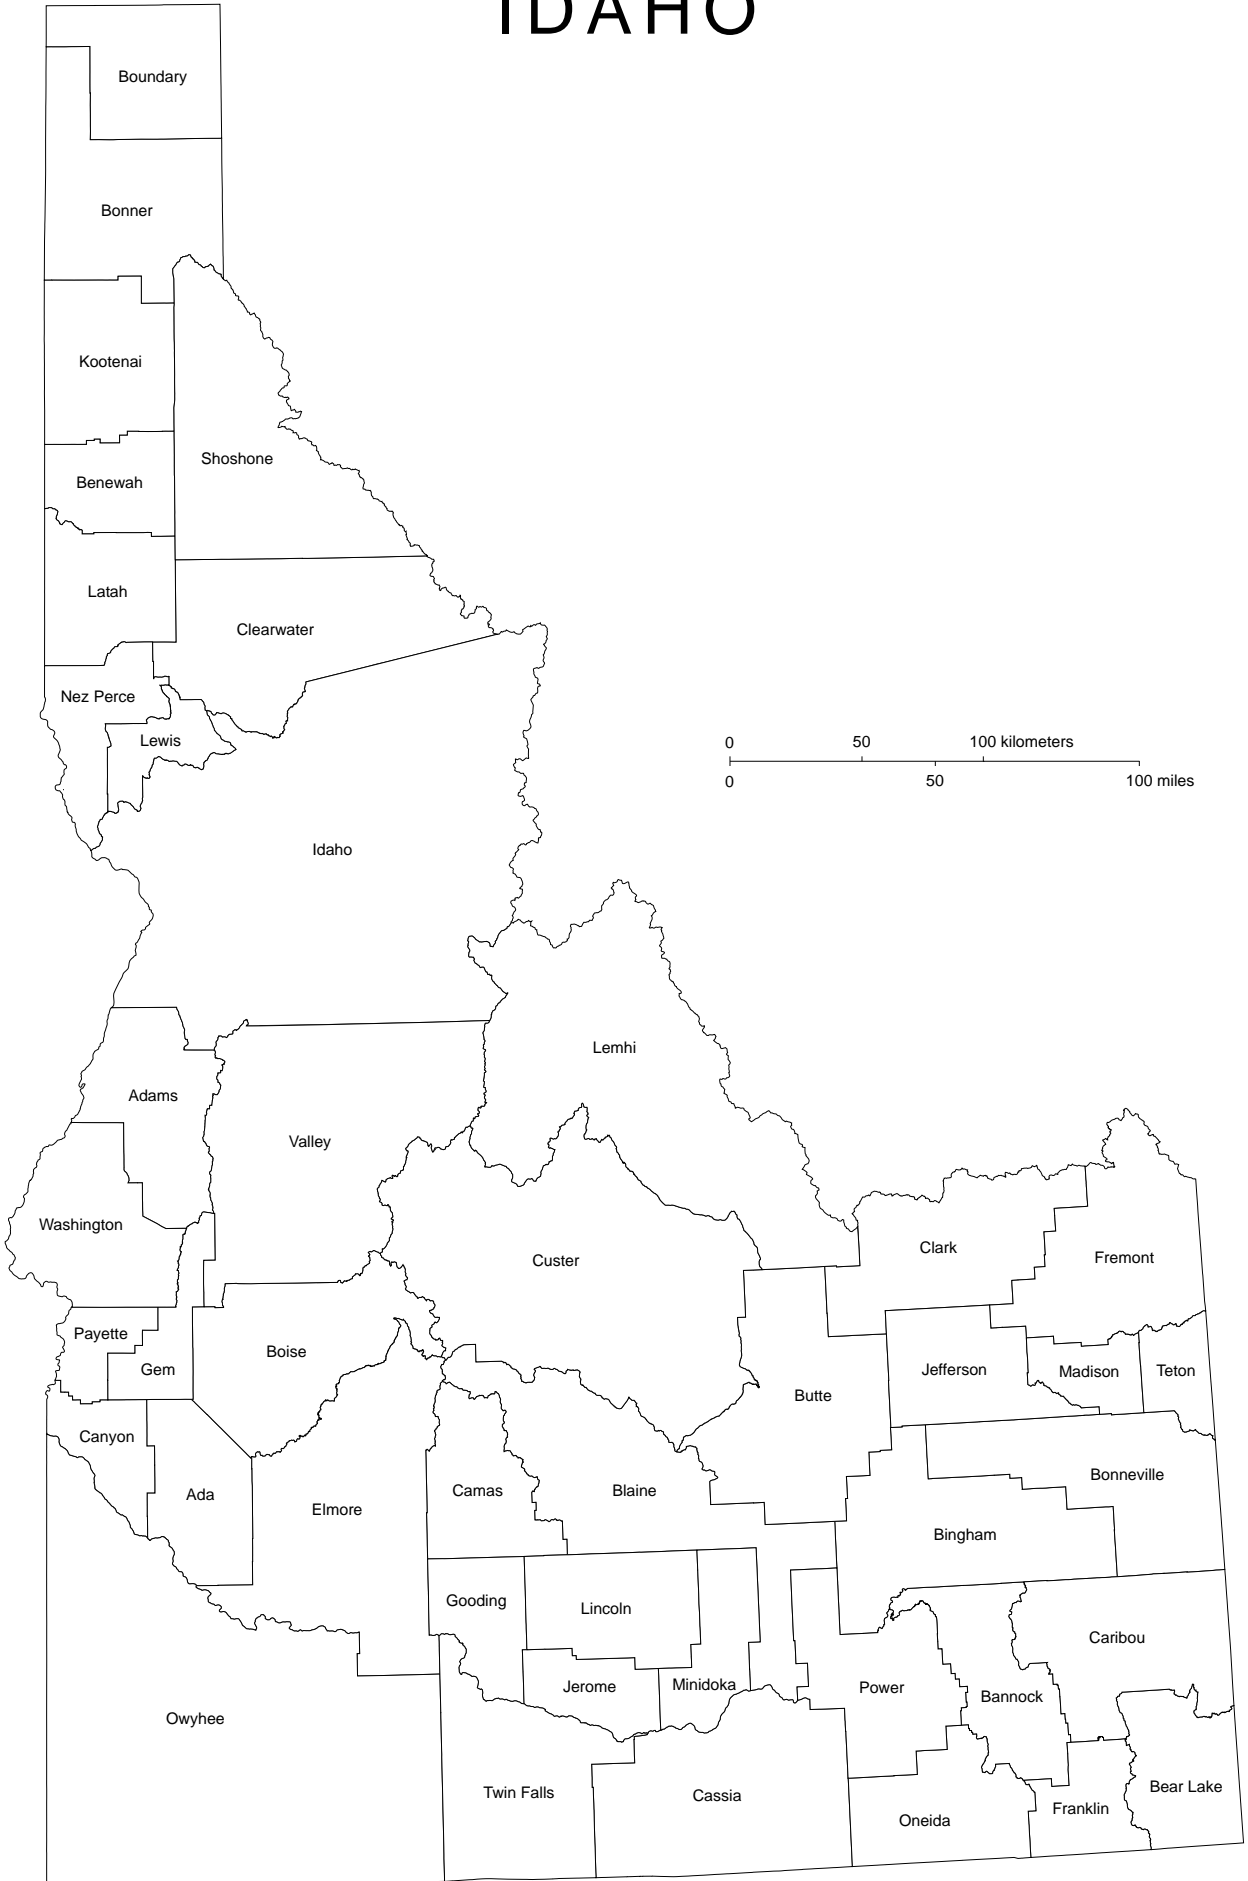 IDAHO
Boundary
Bonner
Kootenai
Shoshone
Benewah
Latah
Clearwater
Nez Perce
Lewis
0 50 100 kilometers
0 50 100 miles
Idaho
Lemhi
Adams
Valley
Washington
Custer
Clark
Fremont
Payette
Gem
Boise
Butte
Jefferson
Madison
Teton
Canyon
Ada
Elmore
Camas
Blaine
Bonneville
Bingham
Gooding
Lincoln
Caribou
Jerome
Minidoka
Power
Bannock
Owyhee
Twin Falls
Cassia
Oneida
Franklin
Bear Lake